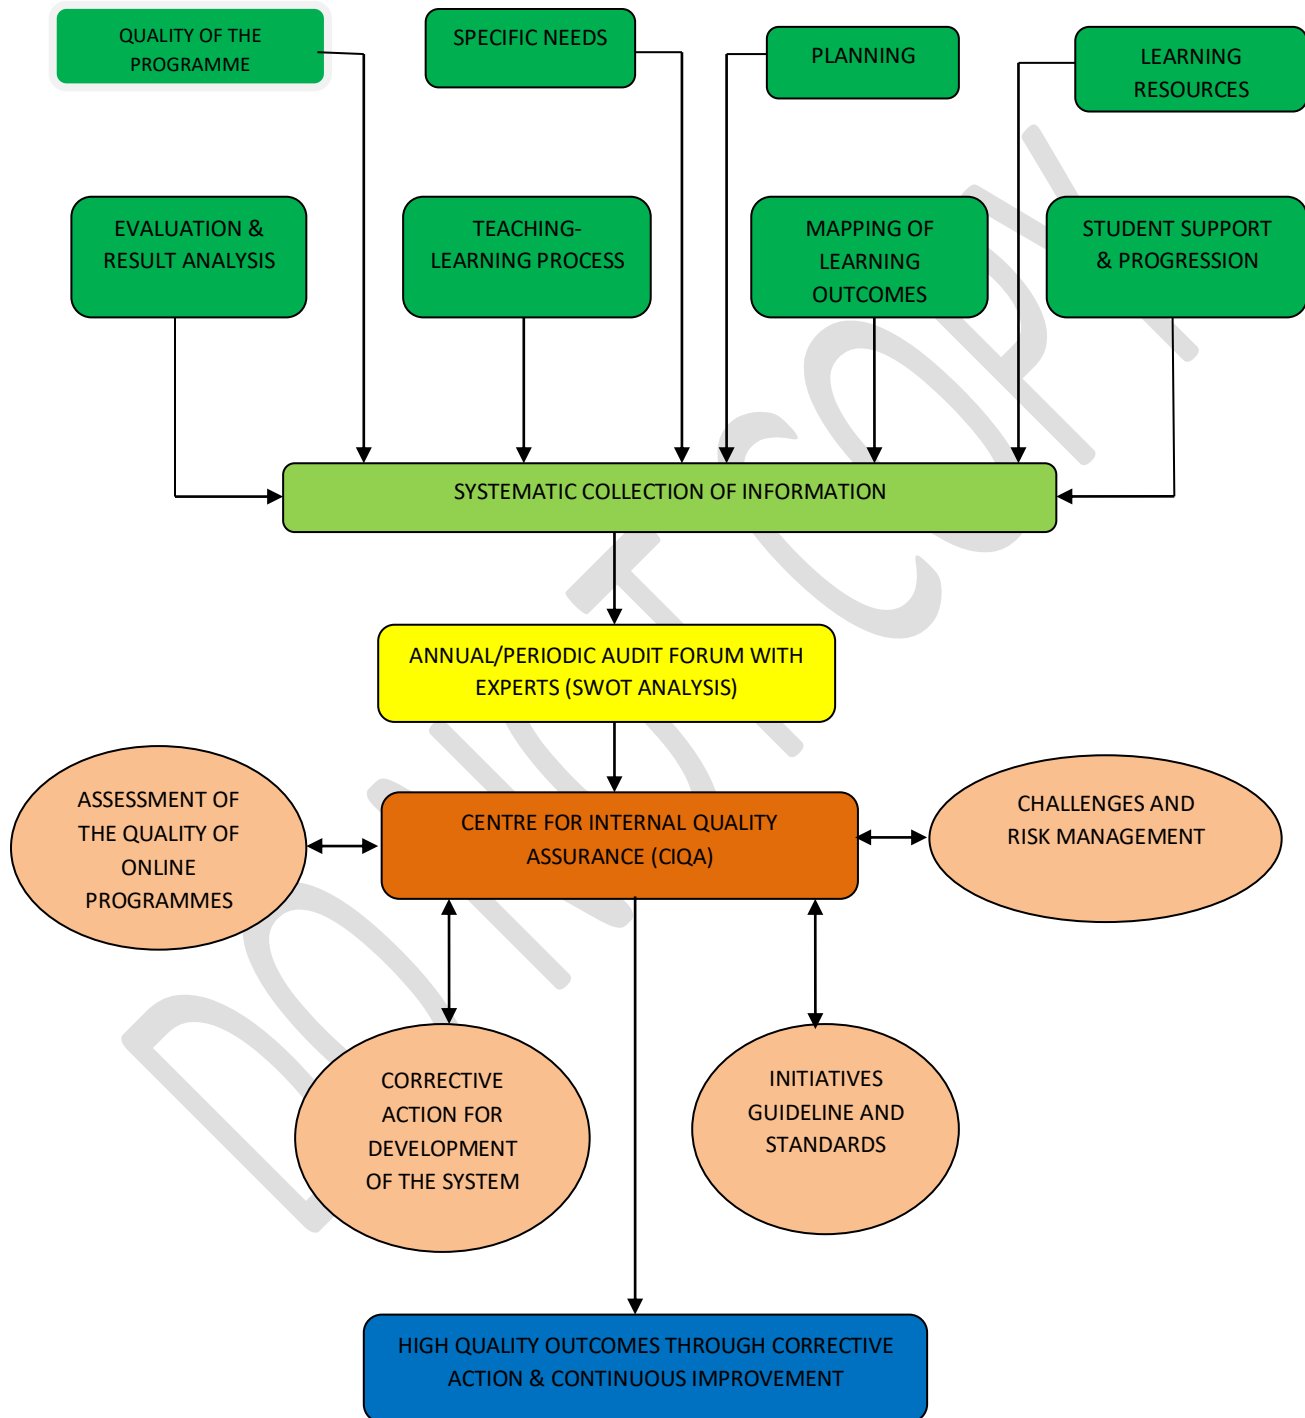 QUALITY OF THE
PROGRAMME
SPECIFIC NEEDS
PLANNING
LEARNING
RESOURCES
EVALUATION &
RESULT ANALYSIS
TEACHING-
LEARNING PROCESS
MAPPING OF
LEARNING
OUTCOMES
STUDENT SUPPORT
& PROGRESSION
SYSTEMATIC COLLECTION OF INFORMATION
ANNUAL/PERIODIC AUDIT FORUM WITH
EXPERTS (SWOT ANALYSIS)
ASSESSMENT OF
THE QUALITY OF
ONLINE
PROGRAMMES
CENTRE FOR INTERNAL QUALITY
ASSURANCE (CIQA)
CHALLENGES AND
RISK MANAGEMENT
CORRECTIVE
ACTION FOR
DEVELOPMENT
OF THE SYSTEM
INITIATIVES
GUIDELINE AND
STANDARDS
HIGH QUALITY OUTCOMES THROUGH CORRECTIVE
ACTION & CONTINUOUS IMPROVEMENT
DO NOT COPY